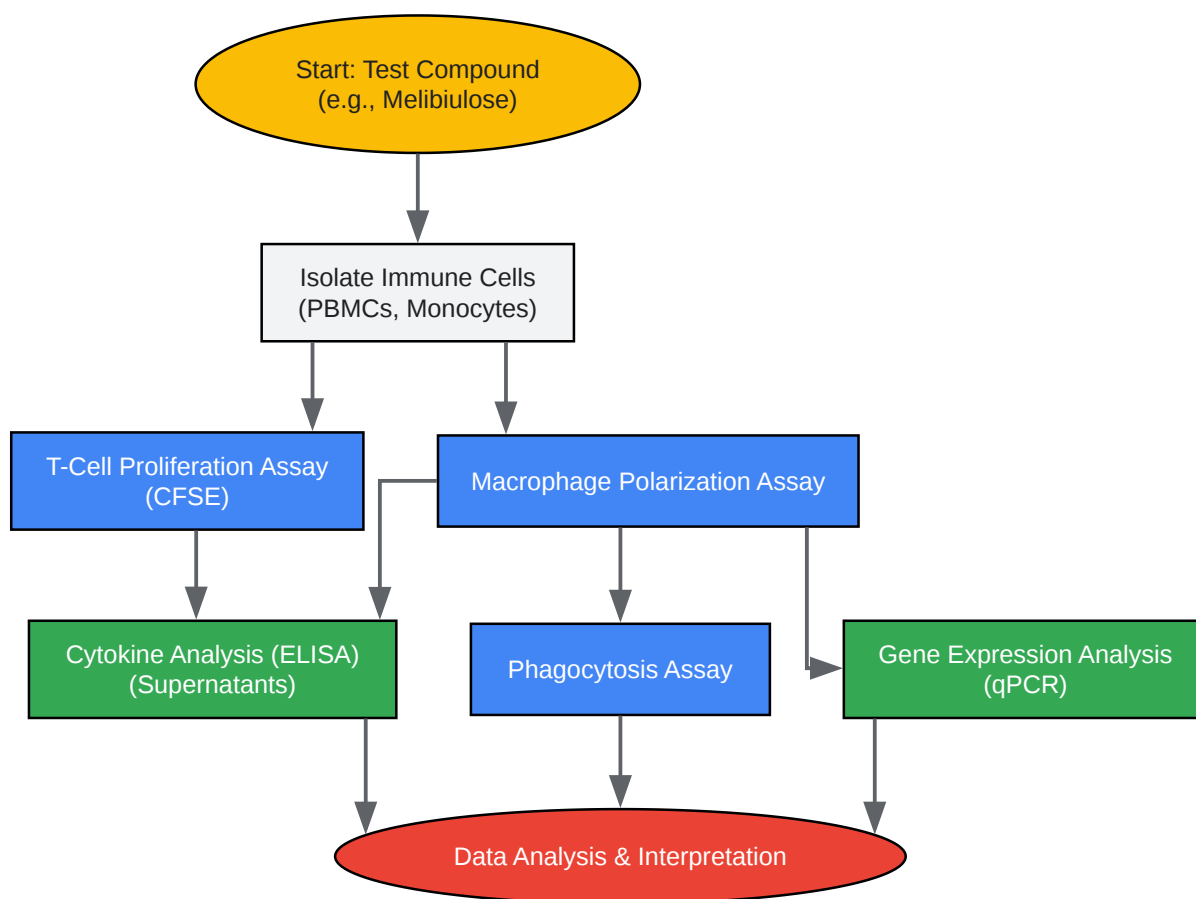 Start: Test Compound
(e.g., Melibiulose)
Isolate Immune Cells
(PBMCs, Monocytes)
T-Cell Proliferation Assay
(CFSE)
Macrophage Polarization Assay
Cytokine Analysis (ELISA)
(Supernatants)
Phagocytosis Assay
Gene Expression Analysis
(qPCR)
Data Analysis & Interpretation